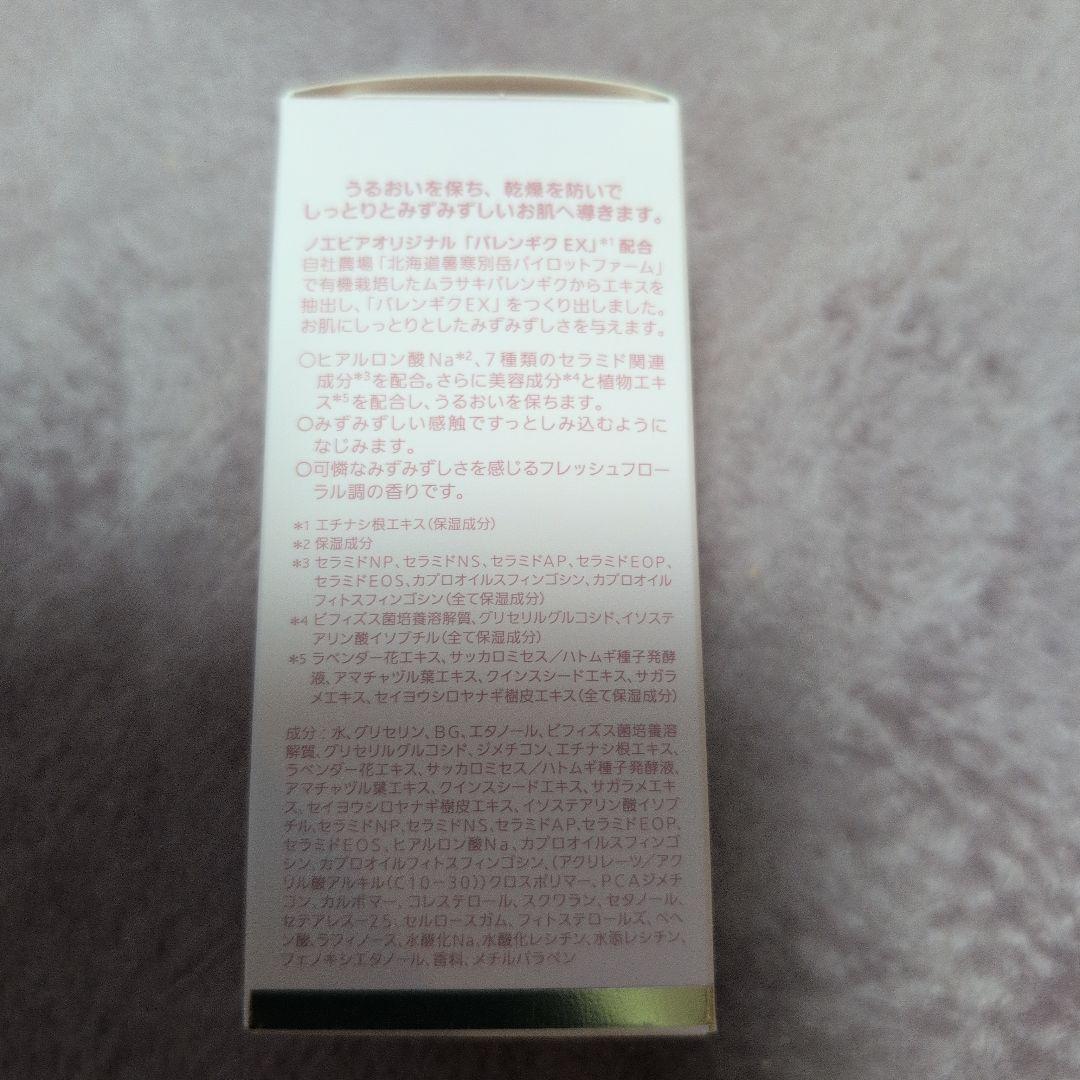 うるおいを保ち、乾燥を防いで
しっとりとみずみずしいお肌へ導きます。
ノエビアオリジナル「バレンギクEX」*1 配合
自社農場「北海道暑寒別岳パイロットファーム」
で有機栽培したムラサキバレンギクからエキスを
抽出し、「バレンギクEX」をつくり出しました。
お肌にしっとりとしたみずみずしさを与えます。
○ヒアルロン酸Na*2、7種類のセラミド関連
成分*3を配合。さらに美容成分*4と植物エキ
ス*5を配合し、うるおいを保ちます。
○みずみずしい感触ですっとしみ込むように
なじみます。
○可憐なみずみずしさを感じるフレッシュフロー
ラル調の香りです。
*1 エチナシ根エキス(保湿成分)
*2 保湿成分
*3 セラミドNP、セラミドNS、セラミドAP、セラミドEOP、
セラミドEOS、カプロオイルスフィンゴシン、カプロオイル
フィトスフィンゴシン(全て保湿成分)
*4 ビフィズス菌培養溶解質、グリセリルグルコシド、イソステ
アリン酸イソブチル(全て保湿成分)
*5 ラベンダー花エキス、サッカロミセス/ハトムギ種子発酵
液、アマチャヅル葉エキス、クインスシードエキス、サガラ
メエキス、セイヨウシロヤナギ樹皮エキス(全て保湿成分)
成分：水、グリセリン、BG、エタノール、ビフィズス菌培養溶
解質、グリセリルグルコシド、ジメチコン、エチナシ根エキス、
ラベンダー花エキス、サッカロミセス/ハトムギ種子発酵液、
アマチャヅル葉エキス、クインスシードエキス、サガラメエキ
ス、セイヨウシロヤナギ樹皮エキス、イソステアリン酸イソブ
チル、セラミドNP、セラミドNS、セラミドAP、セラミドEOP、
セラミドEOS、ヒアルロン酸Na、カプロオイルスフィンゴ
シン、カプロオイルフィトスフィンゴシン、(アクリレーツ/アク
リル酸アルキル(C10-30))クロスポリマー、PCAジメチ
コン、カルボマー、コレステロール、スクワラン、セタノール、
セテアレス-25、セルロースガム、フィトステロールズ、ベヘ
ン酸、ラフィノース、水酸化Na、水酸化レシチン、水添レシチン、
フェノキシエタノール、香料、メチルパラベン